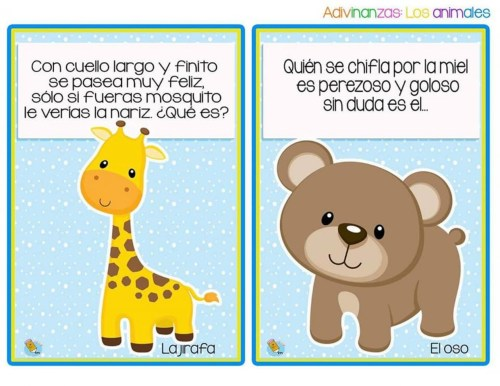 Adivinanzas: Los animales
Con cuello largo y finito
se pasea muy feliz,
sólo si fueras mosquito
le verías la nariz. ¿Qué es?
La jirafa
Quién se chifla por la miel
es perezoso y goloso
sin duda es el...
El oso